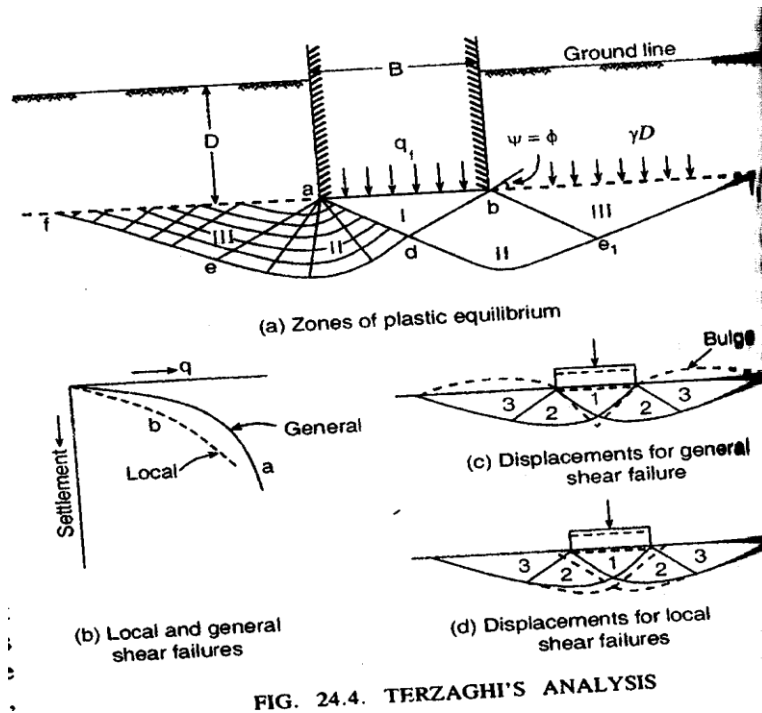 Ground line
B
D
q_f
ψ = φ
γD
a
I
b
III
f
III
II
d
II
e₁
e
(a) Zones of plastic equilibrium
q
Bulge
b
General
Local
a
Settlement
3 2 1 2 3
(c) Displacements for general
shear failure
3 2 1 2 3
(b) Local and general
shear failures
(d) Displacements for local
shear failures
e
,
FIG. 24.4. TERZAGHI'S ANALYSIS